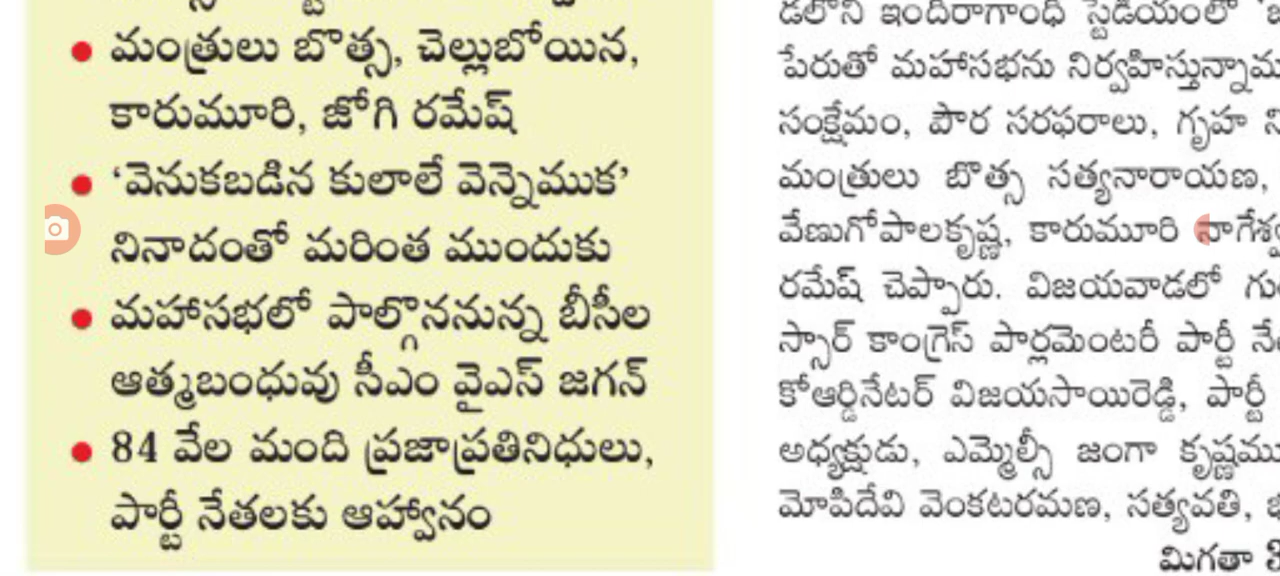 మంత్రులు బొత్స, చెల్లుబోయిన,
కారుమూరి, జోగి రమేష్
‘వెనుకబడిన కులాలే వెన్నెముక’
నినాదంతో మరింత ముందుకు
మహాసభలో పాల్గొననున్న బీసీల
ఆత్మబంధువు సీఎం వైఎస్ జగన్
84 వేల మంది ప్రజాప్రతినిధులు,
పార్టీ నేతలకు ఆహ్వానం
డలోని ఇందిరాగాంధీ స్టేడియంలో
పేరుతో మహాసభను నిర్వహిస్తున్నామ
సంక్షేమం, పౌర సరఫరాలు, గృహ
మంత్రులు బొత్స సత్యనారాయణ,
వేణుగోపాలకృష్ణ, కారుమూరి నాగేశ్వ
రమేష్ చెప్పారు. విజయవాడలో
స్సార్ కాంగ్రెస్ పార్లమెంటరీ పార్టీ
కోఆర్డినేటర్ విజయసాయిరెడ్డి, పార్టీ
అధ్యక్షుడు, ఎమ్మెల్సీ జంగా కృష్ణము
మోపిదేవి వెంకటరమణ, సత్యవతి,
మిగతా